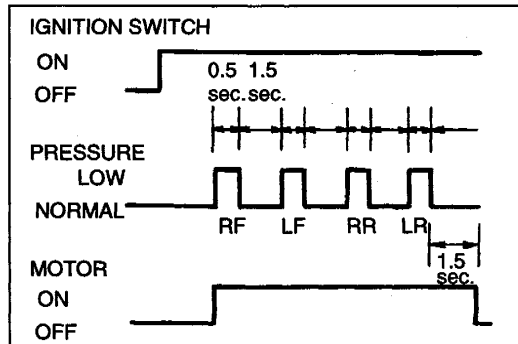 IGNITION SWITCH
ON
OFF
0.5 1.5
sec. sec.
PRESSURE
LOW
NORMAL
RF LF RR LR
1.5
sec.
MOTOR
ON
OFF